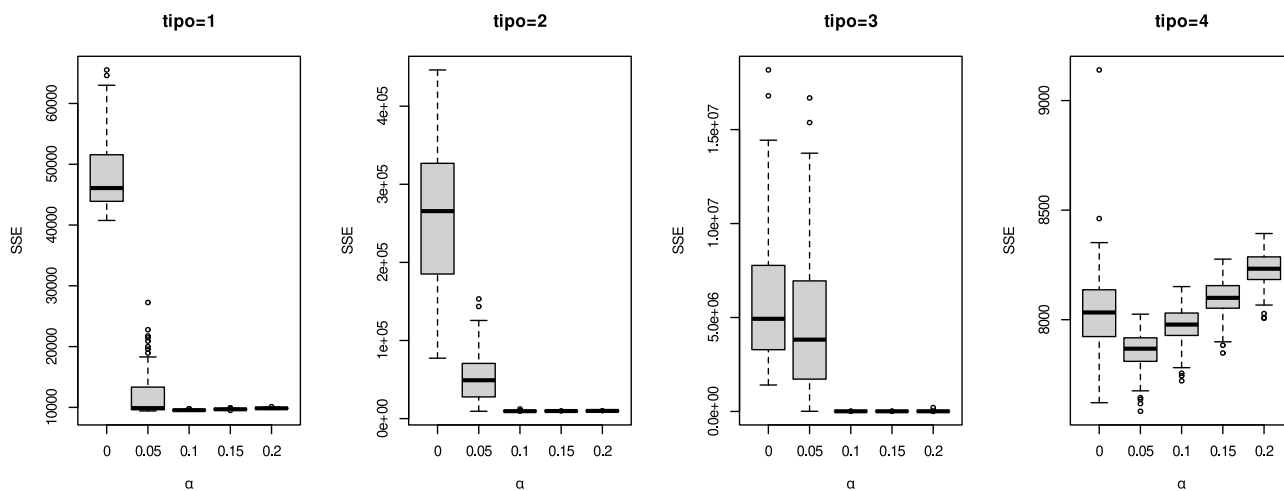 tipo=1
SSE
60000
50000
40000
30000
20000
10000
0 0.05 0.1 0.15 0.2
α
tipo=2
SSE
4e+05
3e+05
2e+05
1e+05
0e+00
0 0.05 0.1 0.15 0.2
α
tipo=3
SSE
1.5e+07
1.0e+07
5.0e+06
0.0e+00
0 0.05 0.1 0.15 0.2
α
tipo=4
SSE
9000
8500
8000
0 0.05 0.1 0.15 0.2
α